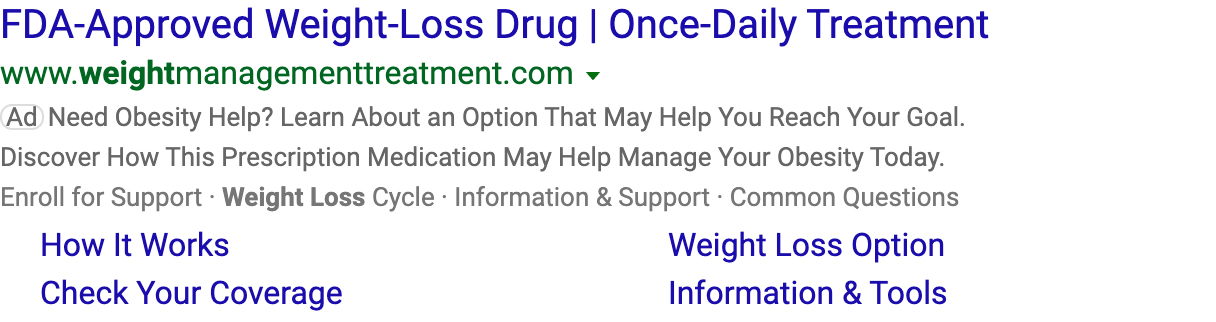 FDA-Approved Weight-Loss Drug | Once-Daily Treatment
www.weightmanagementtreatment.com
Ad Need Obesity Help? Learn About an Option That May Help You Reach Your Goal.
Discover How This Prescription Medication May Help Manage Your Obesity Today.
Enroll for Support · Weight Loss Cycle · Information & Support · Common Questions
How It Works Weight Loss Option
Check Your Coverage Information & Tools